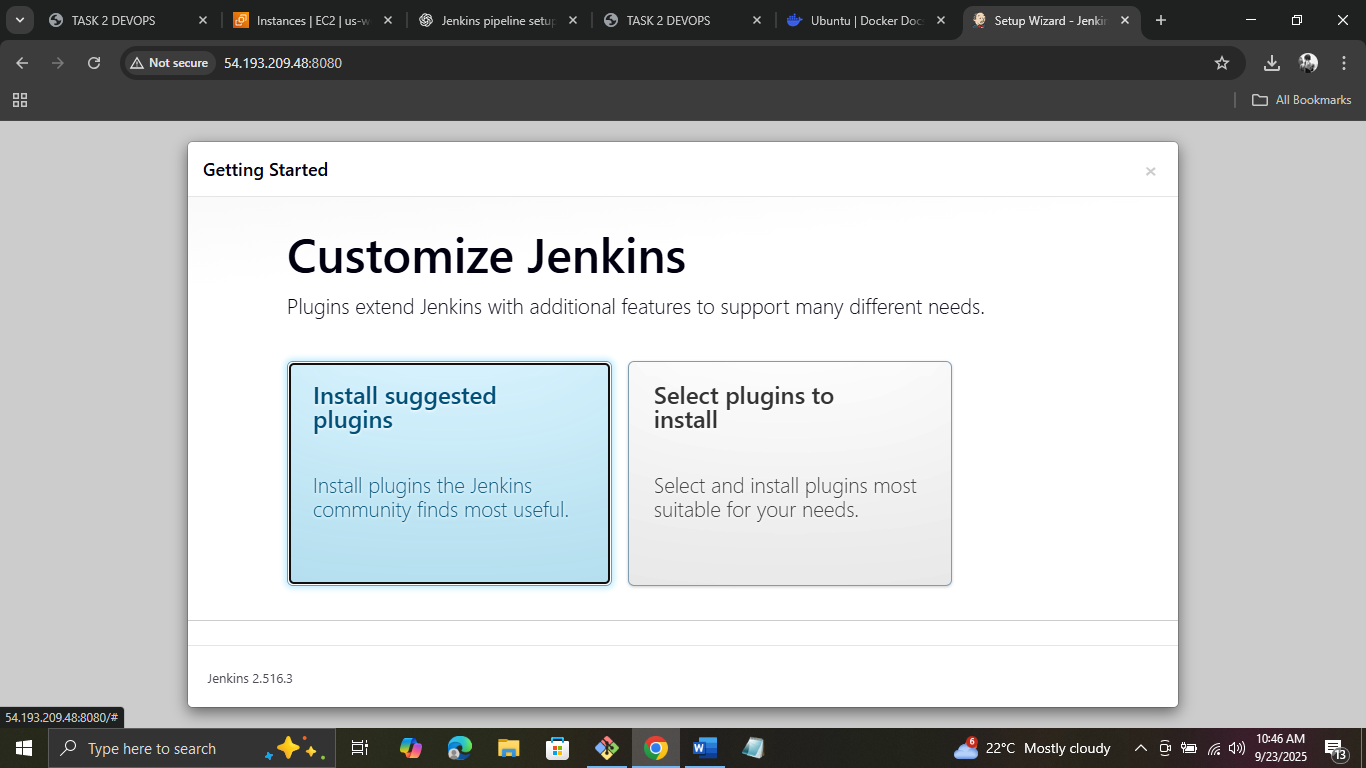 TASK 2 DEVOPS
Instances | EC2 | us-w
Jenkins pipeline setup
TASK 2 DEVOPS
Ubuntu | Docker Doc
Setup Wizard - Jenkin
Not secure
54.193.209.48:8080
All Bookmarks
Getting Started
Customize Jenkins
Plugins extend Jenkins with additional features to support many different needs.
Install suggested
plugins
Install plugins the Jenkins
community finds most useful.
Select plugins to
install
Select and install plugins most
suitable for your needs.
Jenkins 2.516.3
54.193.209.48:8080/#
Type here to search
6
22°C Mostly cloudy
10:46 AM
9/23/2025
13